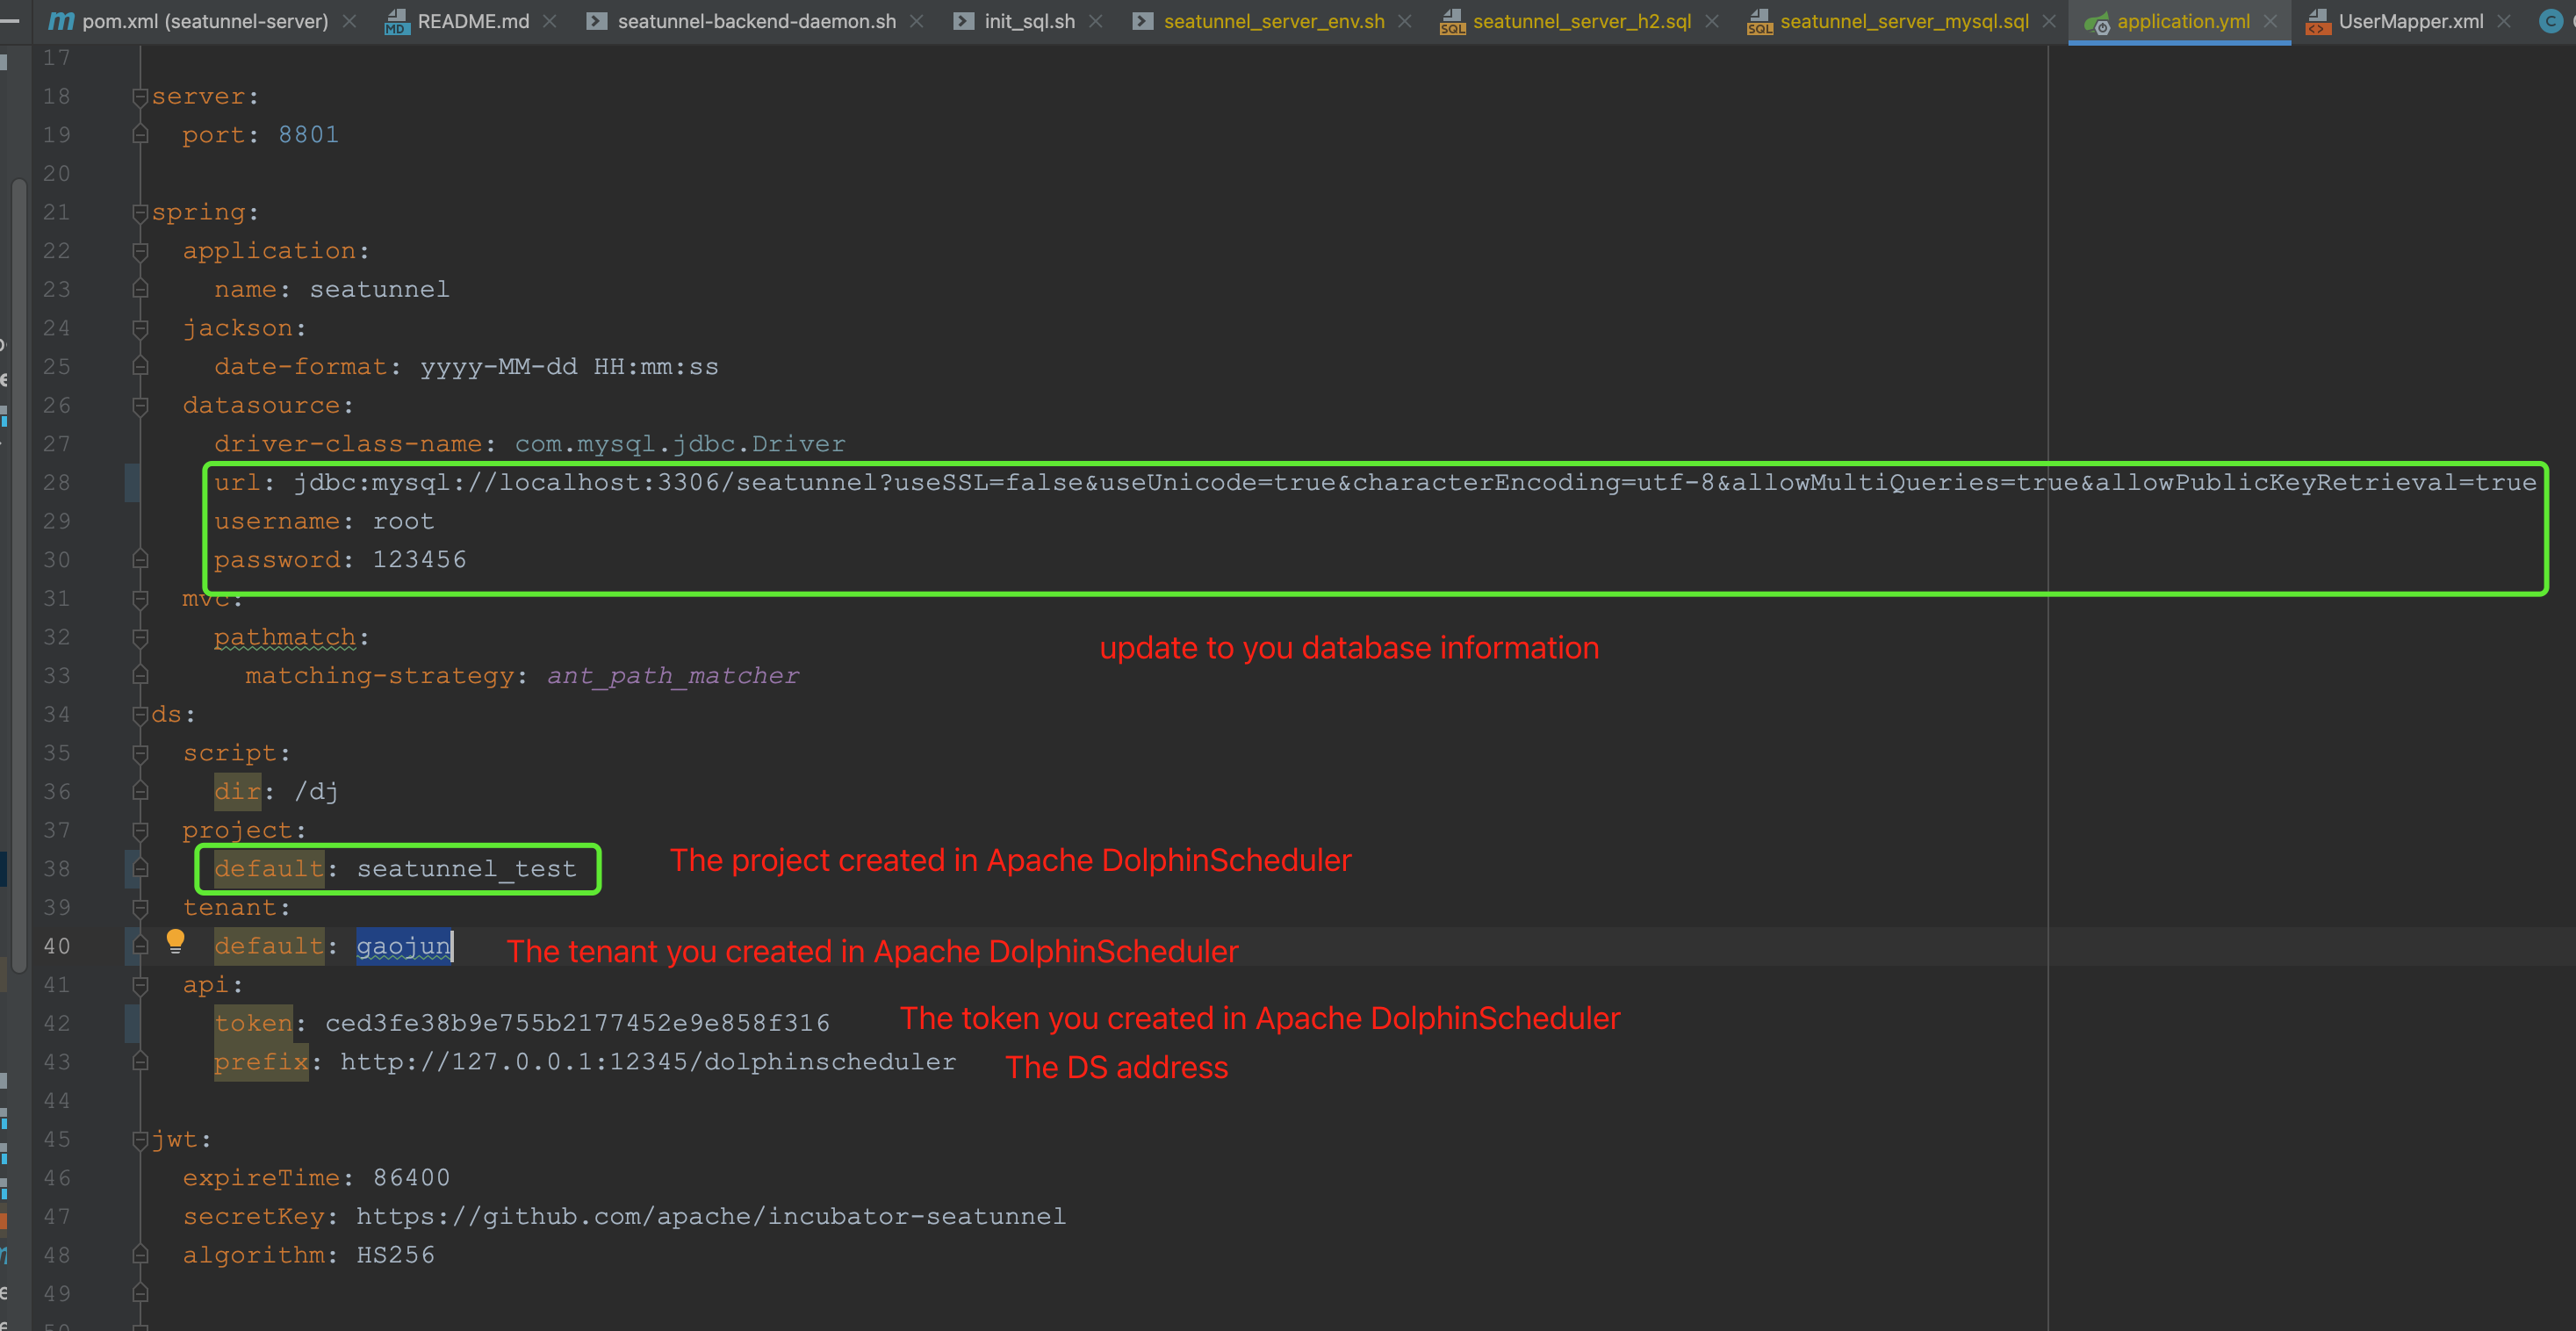 pom.xml (seatunnel-server) README.md seatunnel-backend-daemon.sh init_sql.sh seatunnel_server_env.sh seatunnel_server_h2.sql seatunnel_server_mysql.sql application.yml UserMapper.xml
17
18 server:
19 port: 8801
20
21 spring:
22 application:
23 name: seatunnel
24 jackson:
25 date-format: yyyy-MM-dd HH:mm:ss
26 datasource:
27 driver-class-name: com.mysql.jdbc.Driver
28 url: jdbc:mysql://localhost:3306/seatunnel?useSSL=false&useUnicode=true&characterEncoding=utf-8&allowMultiQueries=true&allowPublicKeyRetrieval=true
29 username: root
30 password: 123456
31 mvc:
32 pathmatch:
update to you database information
33 matching-strategy: ant_path_matcher
34 ds:
35 script:
36 dir: /dj
37 project:
38 default: seatunnel_test The project created in Apache DolphinScheduler
39 tenant:
40 default: gaojun The tenant you created in Apache DolphinScheduler
41 api:
42 token: ced3fe38b9e755b2177452e9e858f316 The token you created in Apache DolphinScheduler
43 prefix: http://127.0.0.1:12345/dolphinscheduler The DS address
44
45 jwt:
46 expireTime: 86400
47 secretKey: https://github.com/apache/incubator-seatunnel
48 algorithm: HS256
49
50